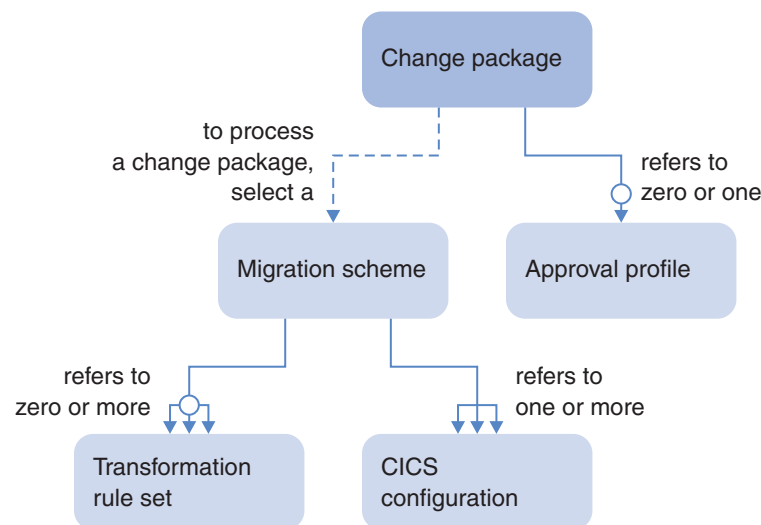 Change package
to process
a change package,
select a
refers to
zero or one
Migration scheme
Approval profile
refers to
zero or more
refers to
one or more
Transformation
rule set
CICS
configuration